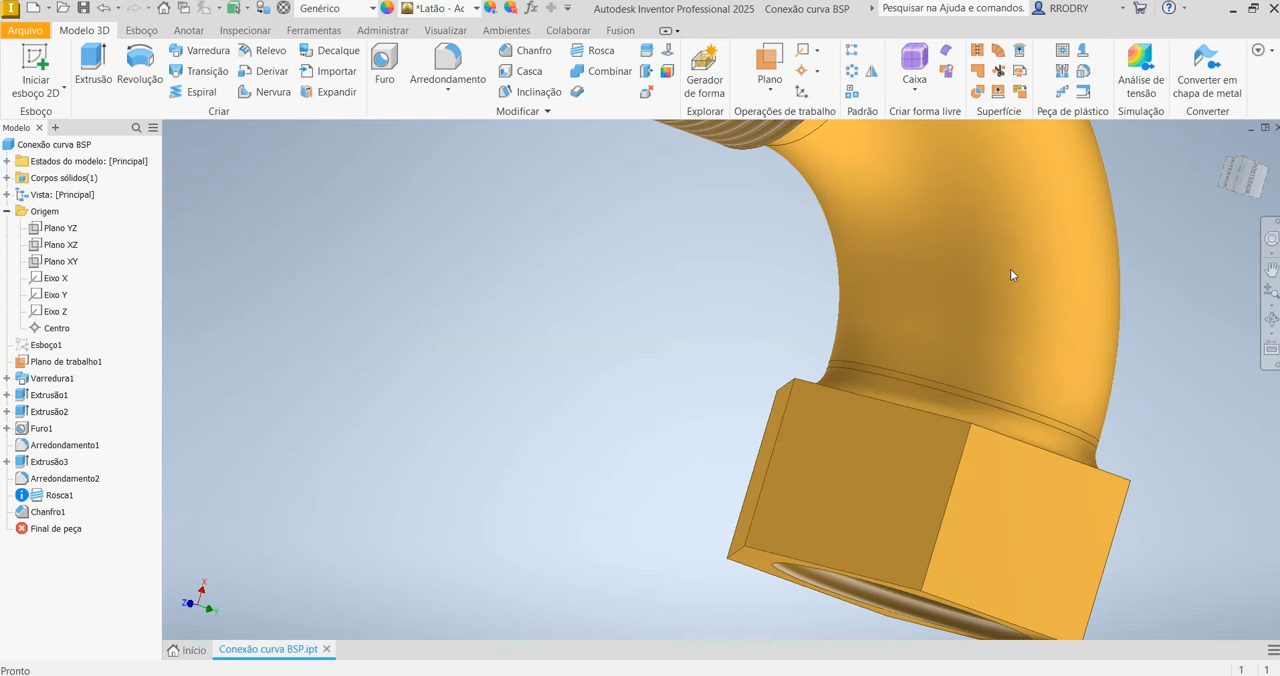 Genérico
*Latão - Ac
Autodesk Inventor Professional 2025 Conexão curva BSP
Pesquisar na Ajuda e comandos.
RRODRY
Arquivo
Modelo 3D
Esboço
Anotar
Inspecionar
Ferramentas
Administrar
Visualizar
Ambientes
Colaborar
Fusion
Iniciar
esboço 2D
Extrusão
Revolução
Varredura
Transição
Espiral
Relevo
Derivar
Nervura
Decalque
Importar
Expandir
Criar
Furo
Arredondamento
Chanfro
Casca
Inclinação
Rosca
Combinar
Modificar
Gerador
de forma
Explorar
Plano
Operações de trabalho
Padrão
Caixa
Criar forma livre
Superfície
Peça de plástico
Análise de
tensão
Simulação
Converter em
chapa de metal
Converter
Modelo
Conexão curva BSP
Estados do modelo: [Principal]
Corpos sólidos(1)
Vista: [Principal]
Origem
Plano YZ
Plano XZ
Plano XY
Eixo X
Eixo Y
Eixo Z
Centro
Esboço1
Plano de trabalho1
Varredura1
Extrusão1
Extrusão2
Furo1
Arredondamento1
Extrusão3
Arredondamento2
Rosca1
Chanfro1
Final de peça
X
Z
Y
Início
Conexão curva BSP.ipt
Pronto
1
1